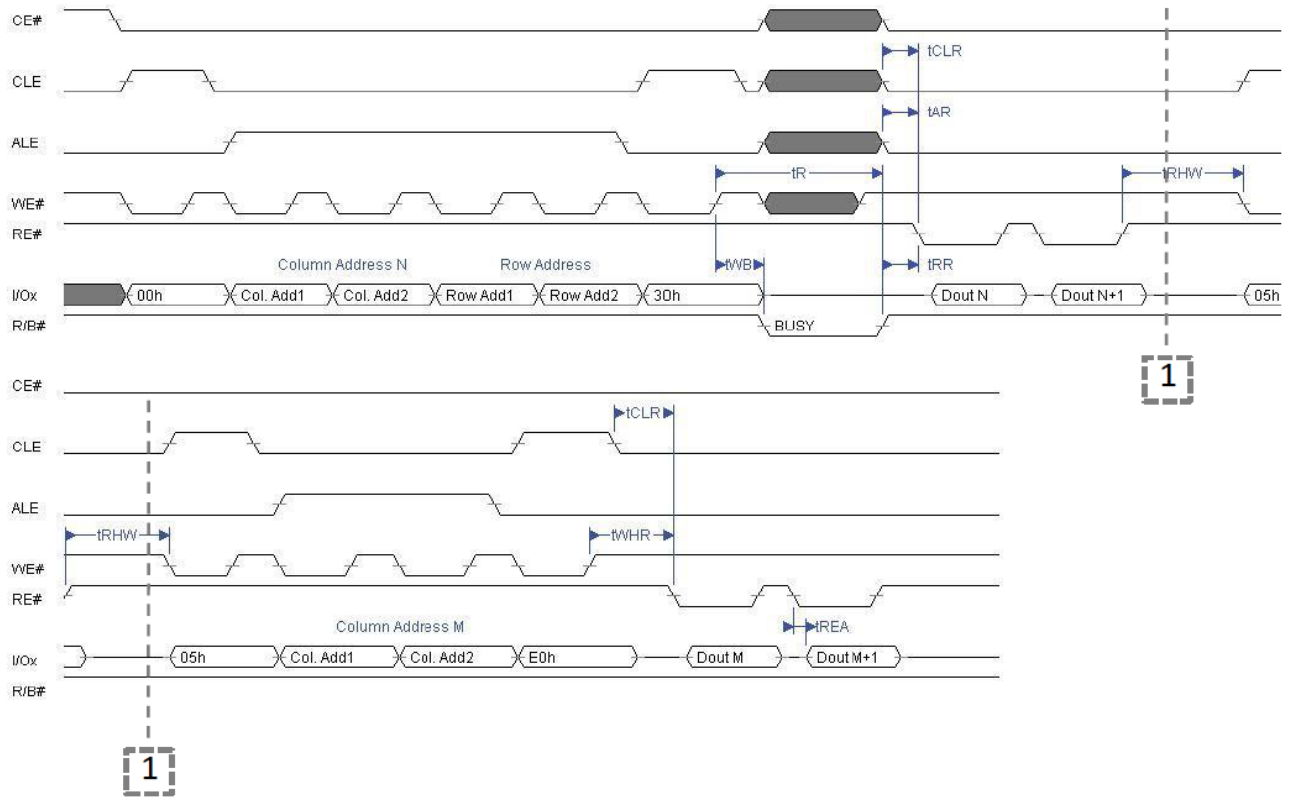 CE#
tCLR
CLE
tAR
ALE
tR
tRHW
WE#
RE#
Column Address N Row Address tWB tRR
I/Ox 00h Col. Add1 Col. Add2 Row Add1 Row Add2 30h Dout N Dout N+1 05h
R/B# BUSY
1
CE#
tCLR
CLE
ALE
tRHW tWHR
WE#
RE#
Column Address M tREA
I/Ox 05h Col. Add1 Col. Add2 E0h Dout M Dout M+1
R/B#
1